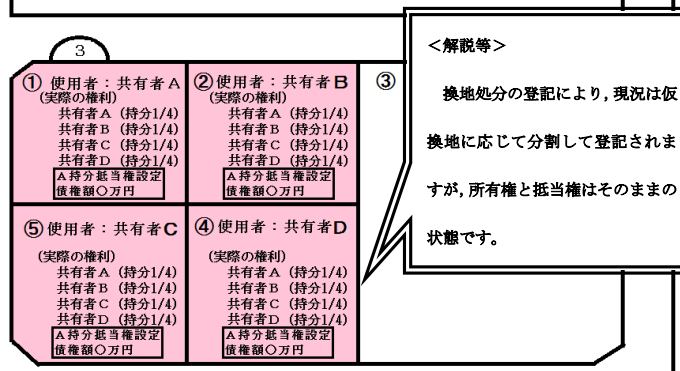 3
① 使用者：共有者A
(実際の権利)
共有者A (持分1/4)
共有者B (持分1/4)
共有者C (持分1/4)
共有者D (持分1/4)
A持分抵当権設定
債権額〇万円
②使用者：共有者B
(実際の権利)
共有者A (持分1/4)
共有者B (持分1/4)
共有者C (持分1/4)
共有者D (持分1/4)
A持分抵当権設定
債権額〇万円
③
⑤使用者：共有者C
(実際の権利)
共有者A (持分1/4)
共有者B (持分1/4)
共有者C (持分1/4)
共有者D (持分1/4)
A持分抵当権設定
債権額〇万円
④使用者：共有者D
(実際の権利)
共有者A (持分1/4)
共有者B (持分1/4)
共有者C (持分1/4)
共有者D (持分1/4)
A持分抵当権設定
債権額〇万円
＜解説等＞
換地処分の登記により，現況は仮
換地に応じて分割して登記されま
すが，所有権と抵当権はそのままの
状態です。